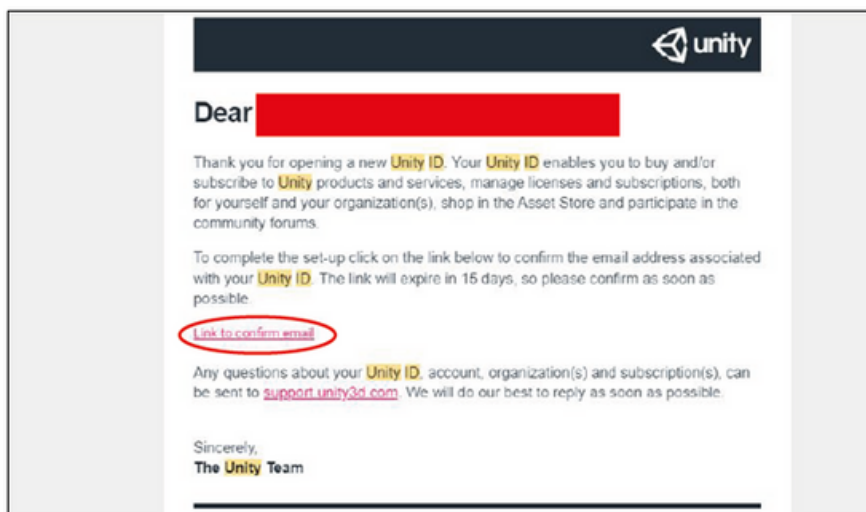 unity
Dear
Thank you for opening a new Unity ID. Your Unity ID enables you to buy and/or
subscribe to Unity products and services, manage licenses and subscriptions, both
for yourself and your organization(s), shop in the Asset Store and participate in the
community forums.
To complete the set-up click on the link below to confirm the email address associated
with your Unity ID. The link will expire in 15 days, so please confirm as soon as
possible.
Link to confirm email
Any questions about your Unity ID, account, organization(s) and subscription(s), can
be sent to support.unity3d.com. We will do our best to reply as soon as possible.
Sincerely,
The Unity Team